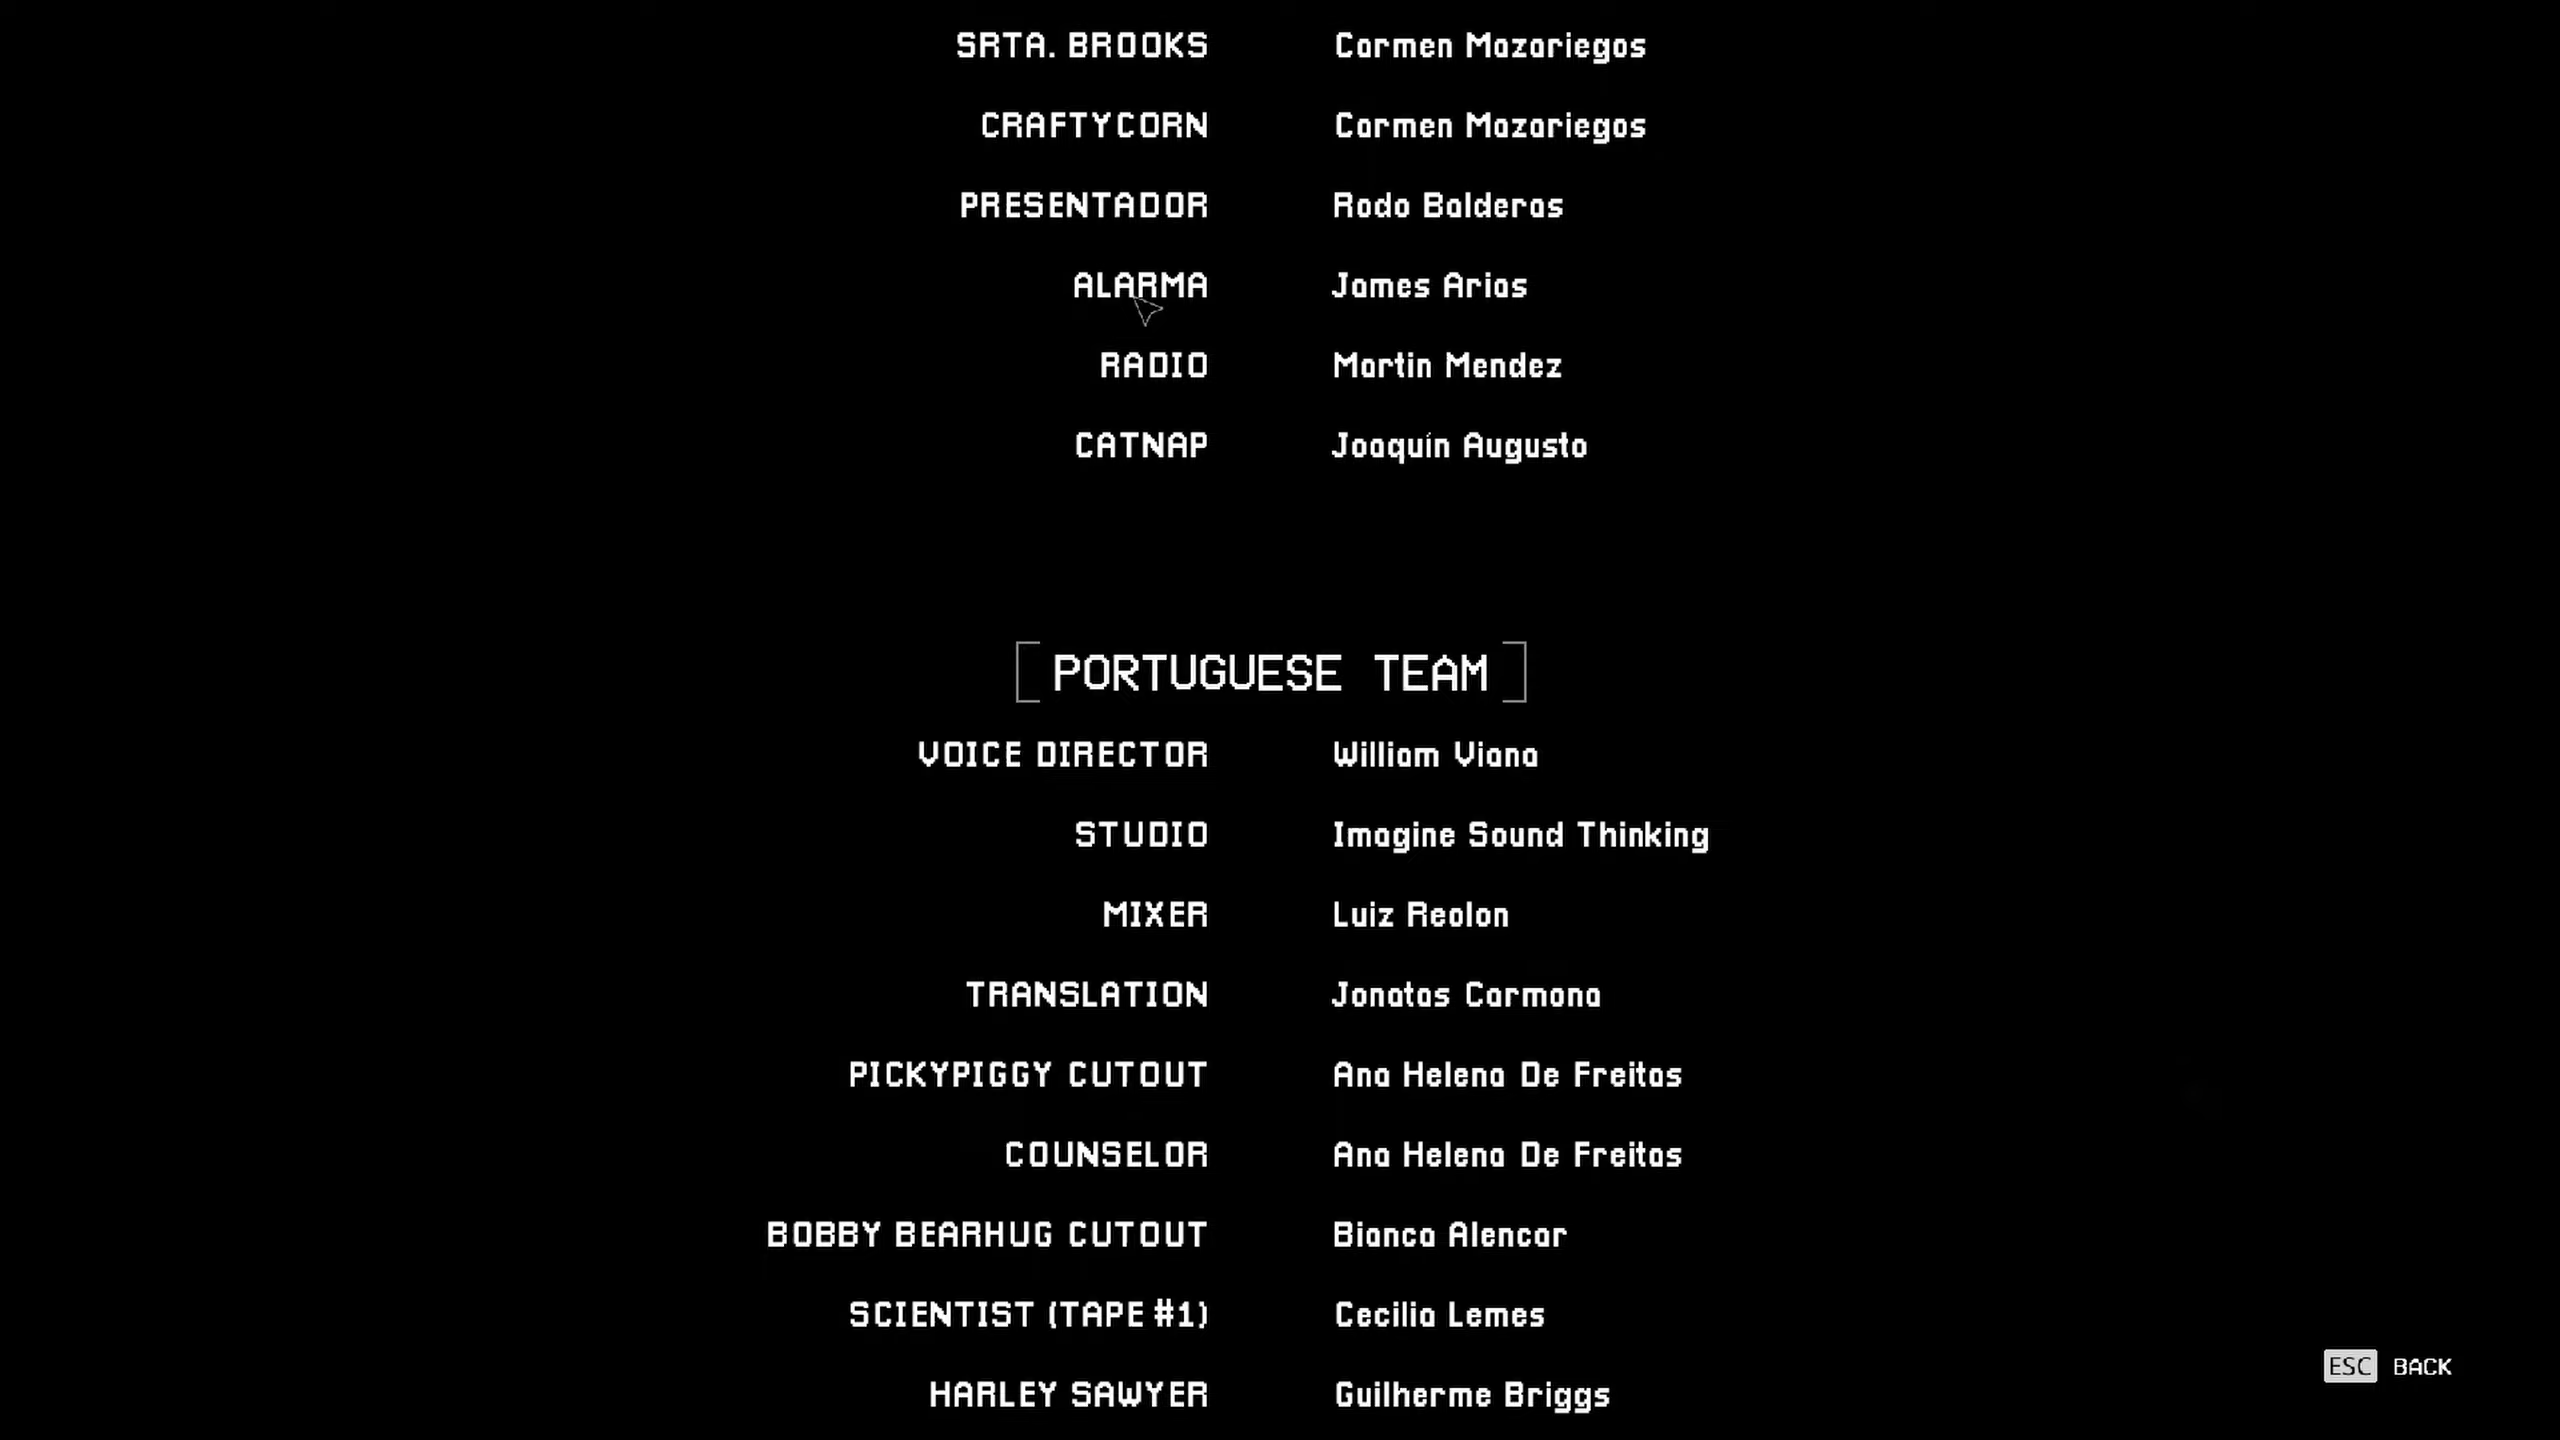 SRTA. BROOKS Carmen Mazariegos
CRAFTYCORN Carmen Mazariegos
PRESENTADOR Rodo Balderas
ALARMA James Arias
RADIO Martin Mendez
CATNAP Joaquín Augusto
PORTUGUESE TEAM
VOICE DIRECTOR William Viana
STUDIO Imagine Sound Thinking
MIXER Luiz Reolon
TRANSLATION Jonatas Carmona
PICKYPIGGY CUTOUT Ana Helena De Freitas
COUNSELOR Ana Helena De Freitas
BOBBY BEARHUG CUTOUT Bianca Alencar
SCIENTIST (TAPE #1) Cecilia Lemes
HARLEY SAWYER Guilherme Briggs
ESC BACK